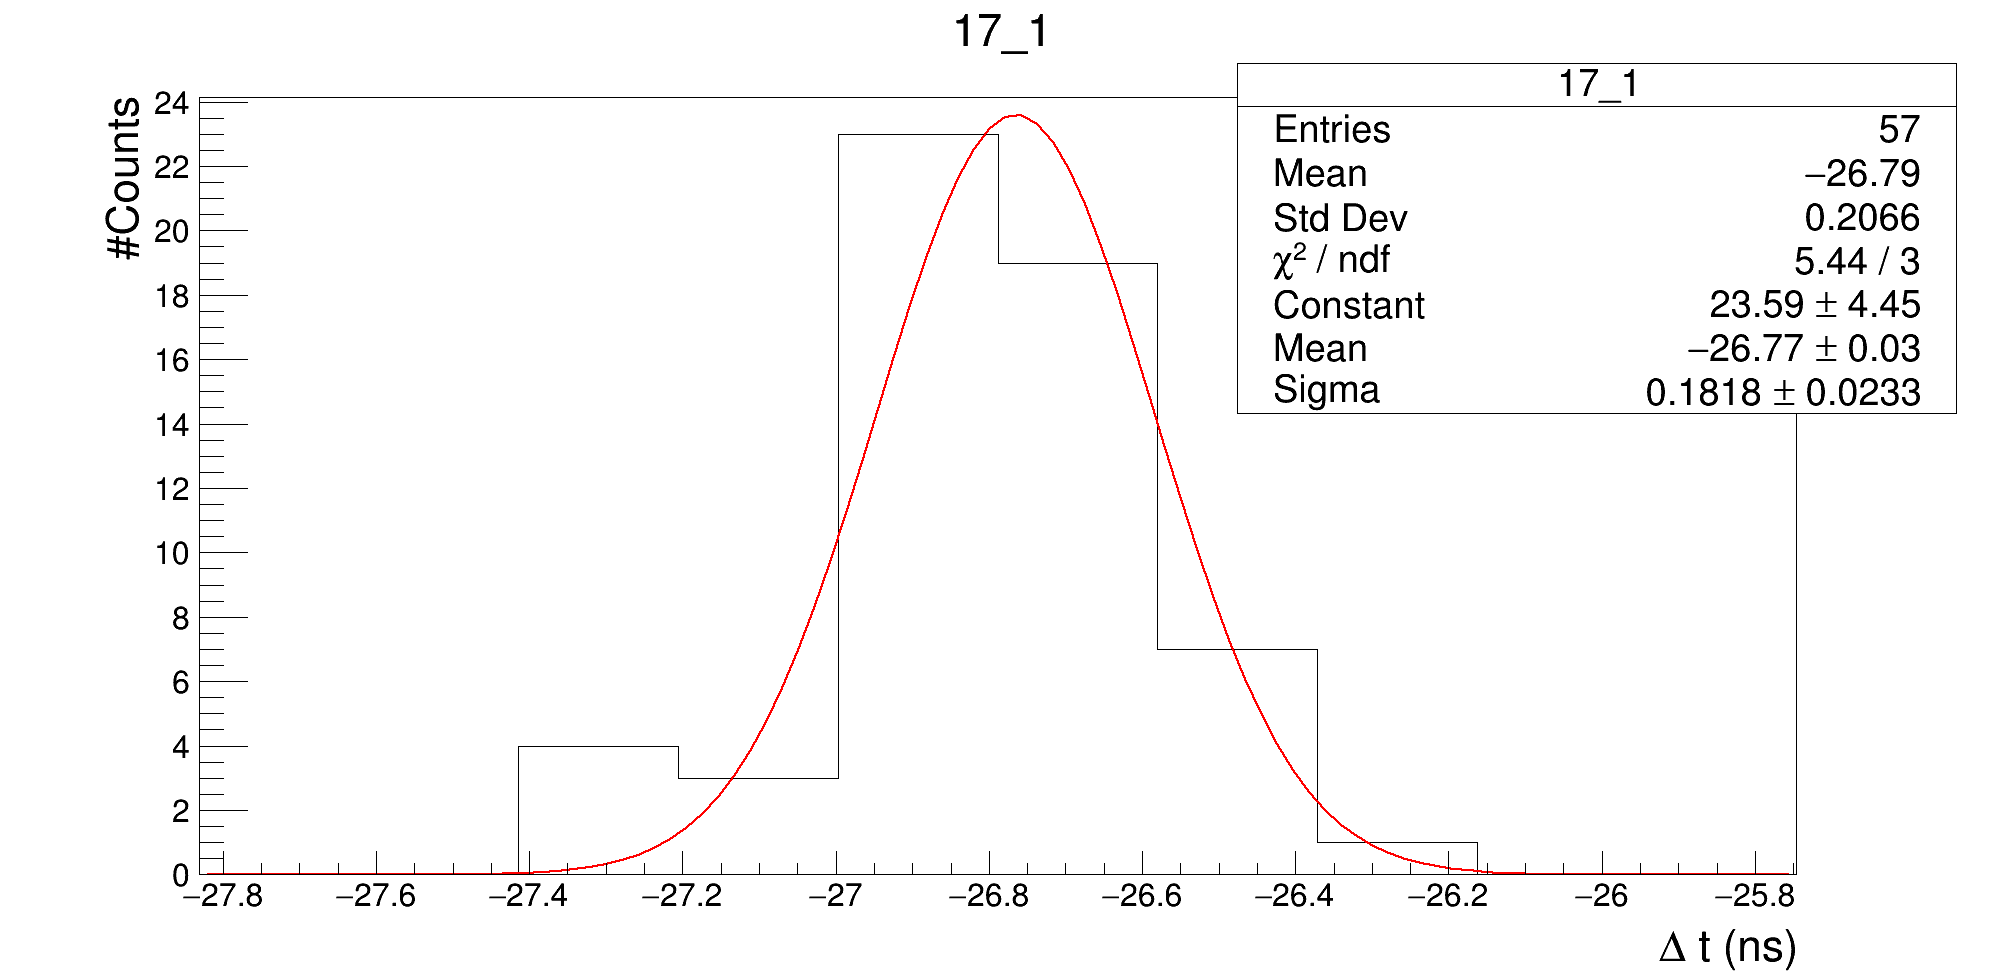 17_1
17_1
Entries 57
Mean −26.79
Std Dev 0.2066
χ² / ndf 5.44 / 3
Constant 23.59 ± 4.45
Mean −26.77 ± 0.03
Sigma 0.1818 ± 0.0233
#Counts
24
22
20
18
16
14
12
10
8
6
4
2
0
−27.8 −27.6 −27.4 −27.2 −27 −26.8 −26.6 −26.4 −26.2 −26 −25.8
Δ t (ns)